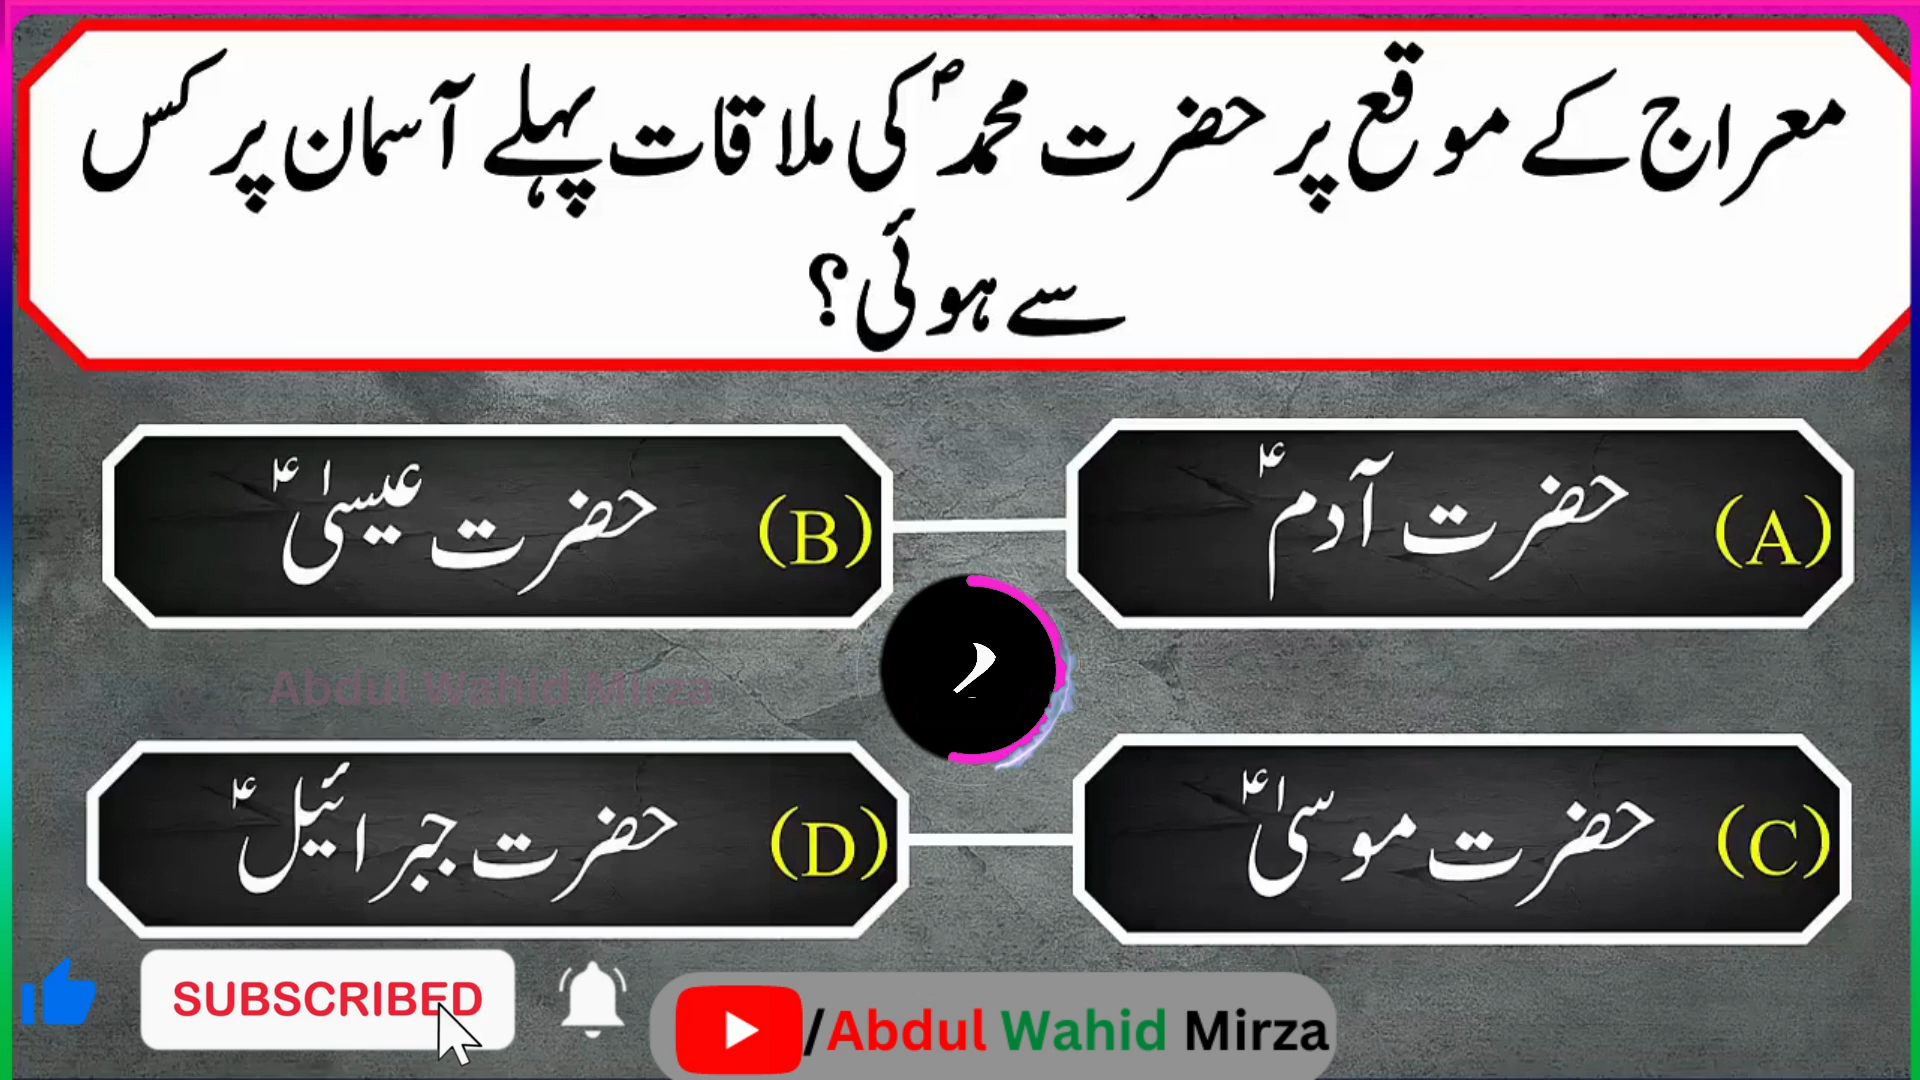 معراج کے موقع پر حضرت محمدؐ کی ملاقات پہلے آسمان پر کس
سے ہوئی؟
(A) حضرت آدمؑ
(B) حضرت عیسیٰؑ
Abdul Wahid Mirza
(C) حضرت موسیٰؑ
(D) حضرت جبرائیلؑ
SUBSCRIBED
/Abdul Wahid Mirza